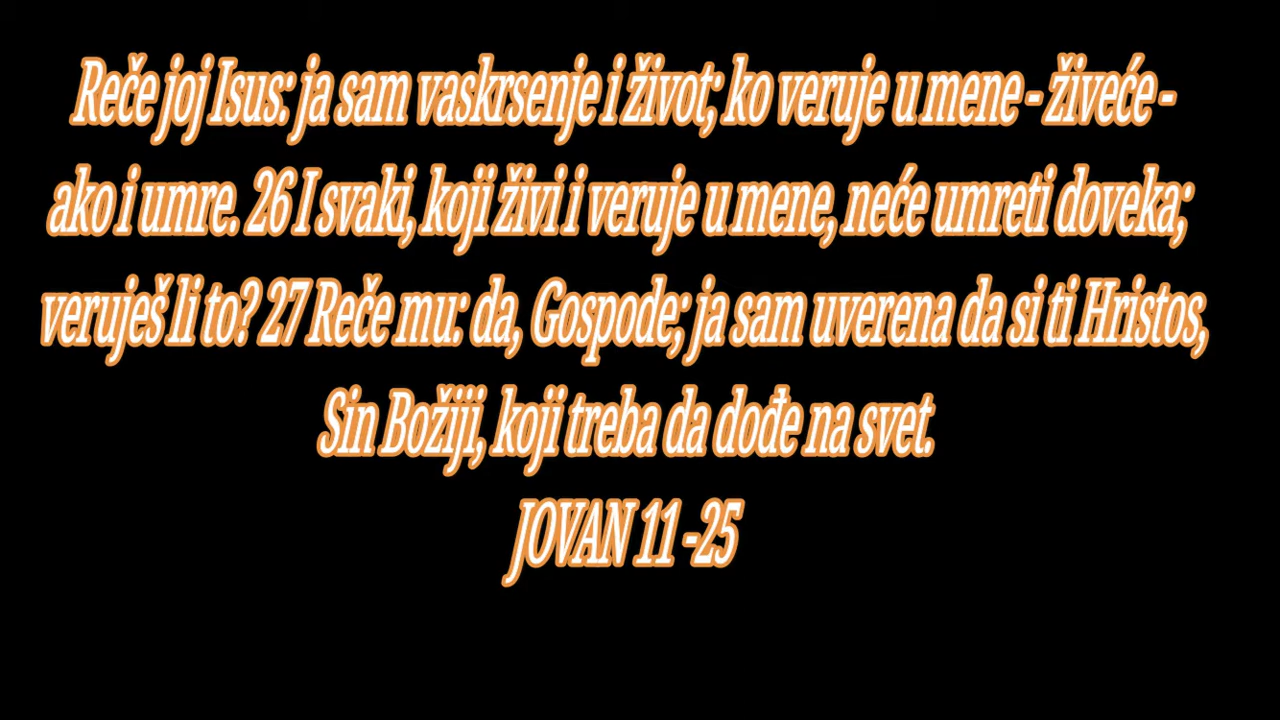 Reče joj Isus: ja sam vaskrsenje i život; ko veruje u mene - živeće -
ako i umre. 26 I svaki, koji živi i veruje u mene, neće umreti doveka;
veruješ li to? 27 Reče mu: da, Gospode; ja sam uverena da si ti Hristos,
Sin Božiji, koji treba da dođe na svet.
JOVAN 11 -25